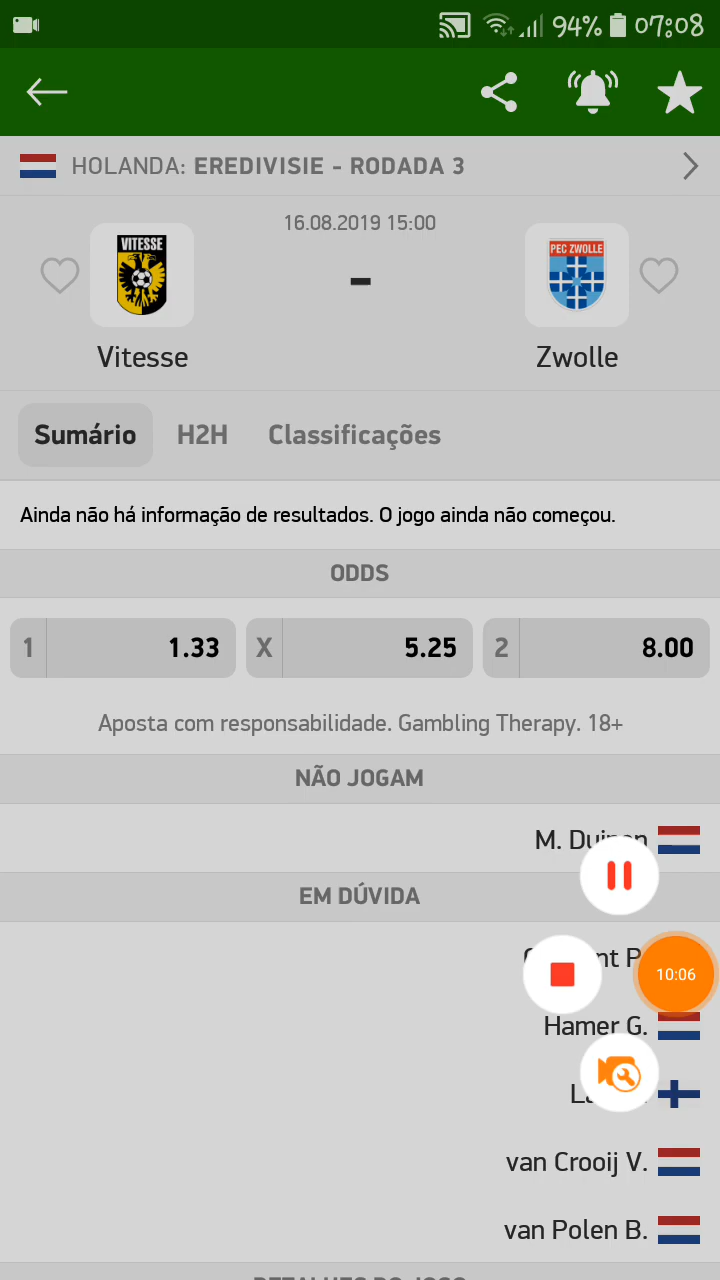 94% 07:08
HOLANDA: EREDIVISIE - RODADA 3
16.08.2019 15:00
VITESSE
PEC ZWOLLE
-
Vitesse
Zwolle
Sumário H2H Classificações
Ainda não há informação de resultados. O jogo ainda não começou.
ODDS
1 1.33 X 5.25 2 8.00
Aposta com responsabilidade. Gambling Therapy. 18+
NÃO JOGAM
M.
EM DÚVIDA
10:06
Hamer G.
van Crooij V.
van Polen B.